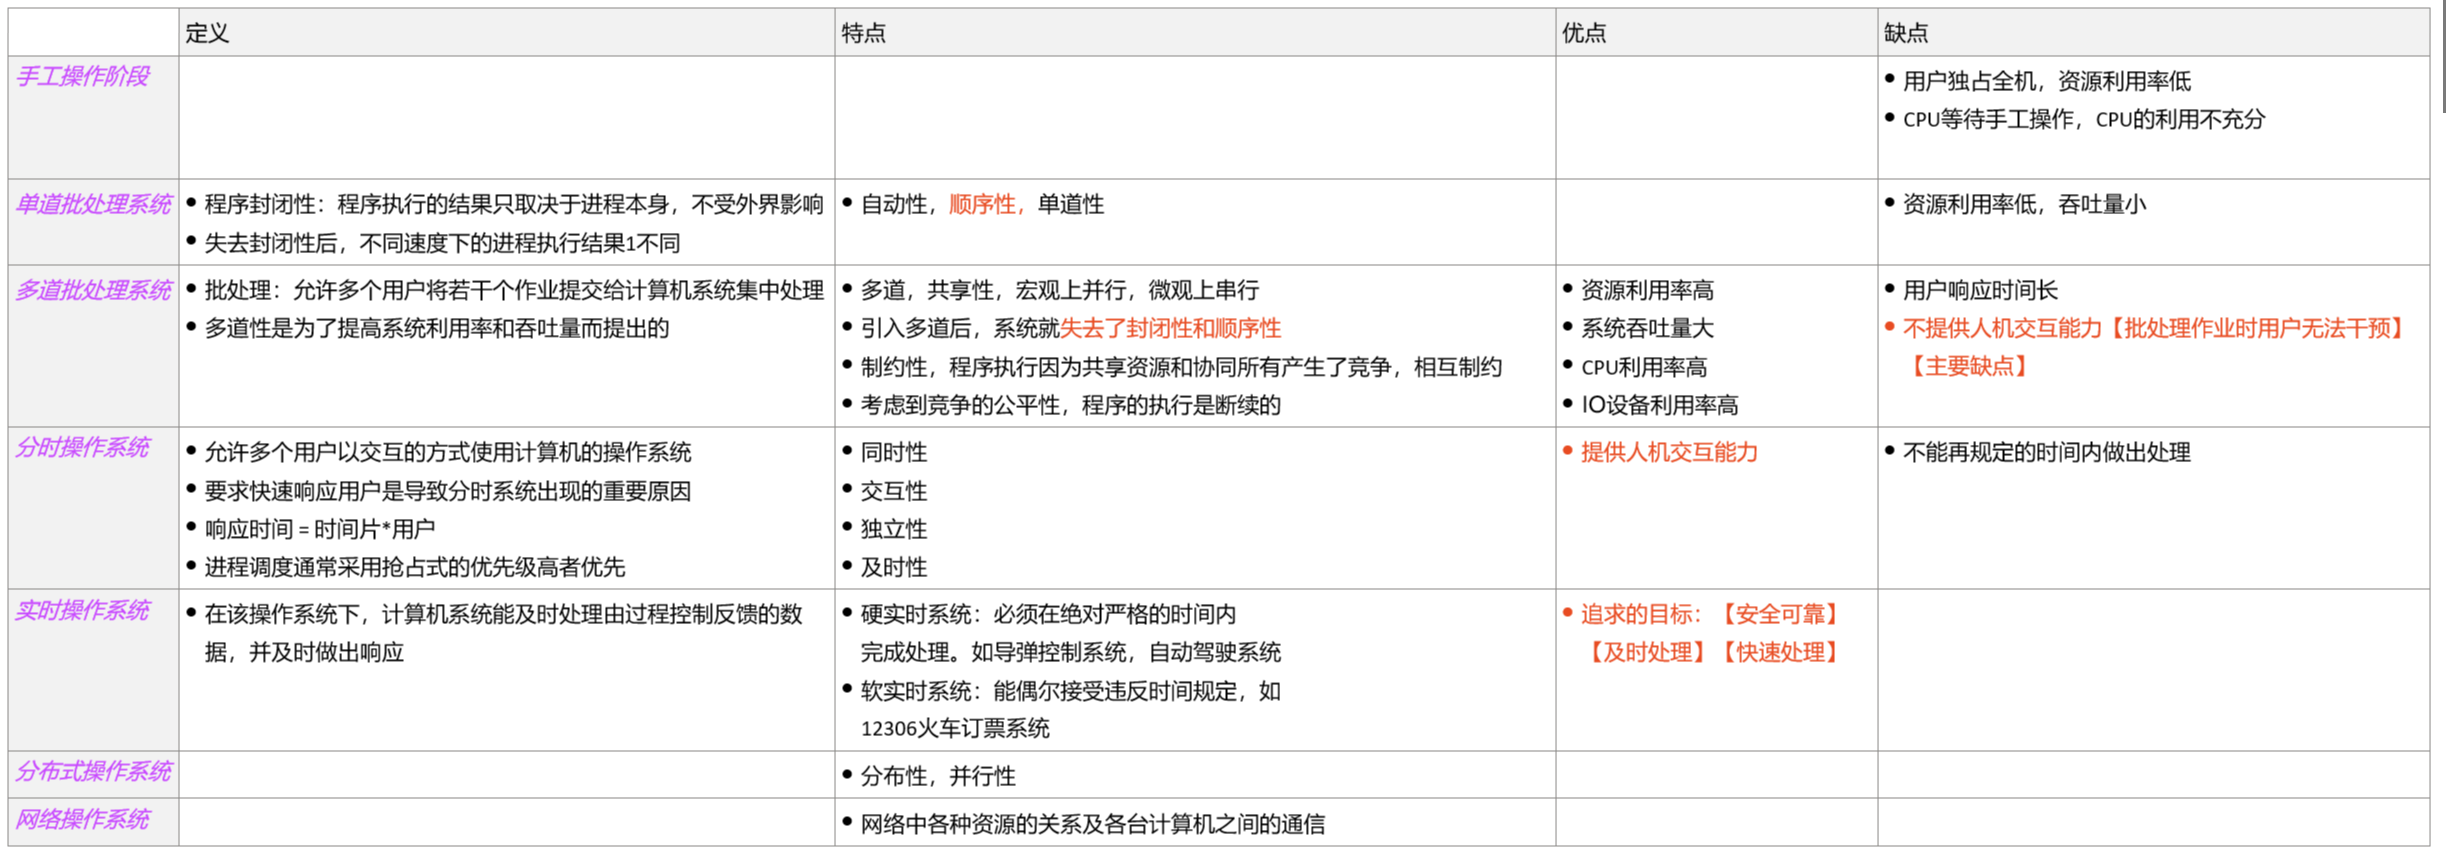 定义
特点
优点
缺点
手工操作阶段
● 用户独占全机，资源利用率低
● CPU等待手工操作，CPU的利用不充分
单道批处理系统
● 程序封闭性：程序执行的结果只取决于进程本身，不受外界影响
● 失去封闭性后，不同速度下的进程执行结果1不同
● 自动性，顺序性，单道性
● 资源利用率低，吞吐量小
多道批处理系统
● 批处理：允许多个用户将若干个作业提交给计算机系统集中处理
● 多道性是为了提高系统利用率和吞吐量而提出的
● 多道，共享性，宏观上并行，微观上串行
● 引入多道后，系统就失去了封闭性和顺序性
● 制约性，程序执行因为共享资源和协同所有产生了竞争，相互制约
● 考虑到竞争的公平性，程序的执行是断续的
● 资源利用率高
● 系统吞吐量大
● CPU利用率高
● IO设备利用率高
● 用户响应时间长
● 不提供人机交互能力【批处理作业时用户无法干预】
【主要缺点】
分时操作系统
● 允许多个用户以交互的方式使用计算机的操作系统
● 要求快速响应用户是导致分时系统出现的重要原因
● 响应时间 = 时间片*用户
● 进程调度通常采用抢占式的优先级高者优先
● 同时性
● 交互性
● 独立性
● 及时性
● 提供人机交互能力
● 不能再规定的时间内做出处理
实时操作系统
● 在该操作系统下，计算机系统能及时处理由过程控制反馈的数
据，并及时做出响应
● 硬实时系统：必须在绝对严格的时间内
完成处理。如导弹控制系统，自动驾驶系统
● 软实时系统：能偶尔接受违反时间规定，如
12306火车订票系统
● 追求的目标：【安全可靠】
【及时处理】【快速处理】
分布式操作系统
● 分布性，并行性
网络操作系统
● 网络中各种资源的关系及各台计算机之间的通信